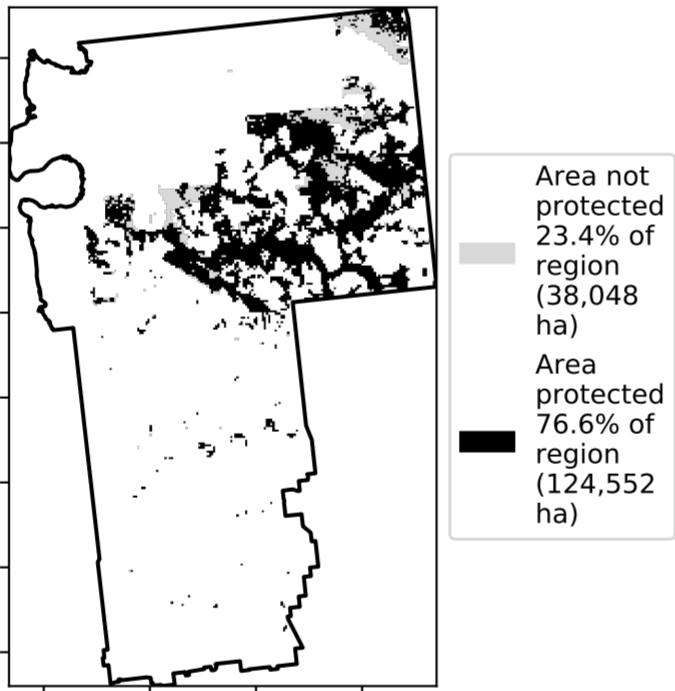 Area not
protected
23.4% of
region
(38,048
ha)
Area
protected
76.6% of
region
(124,552
ha)